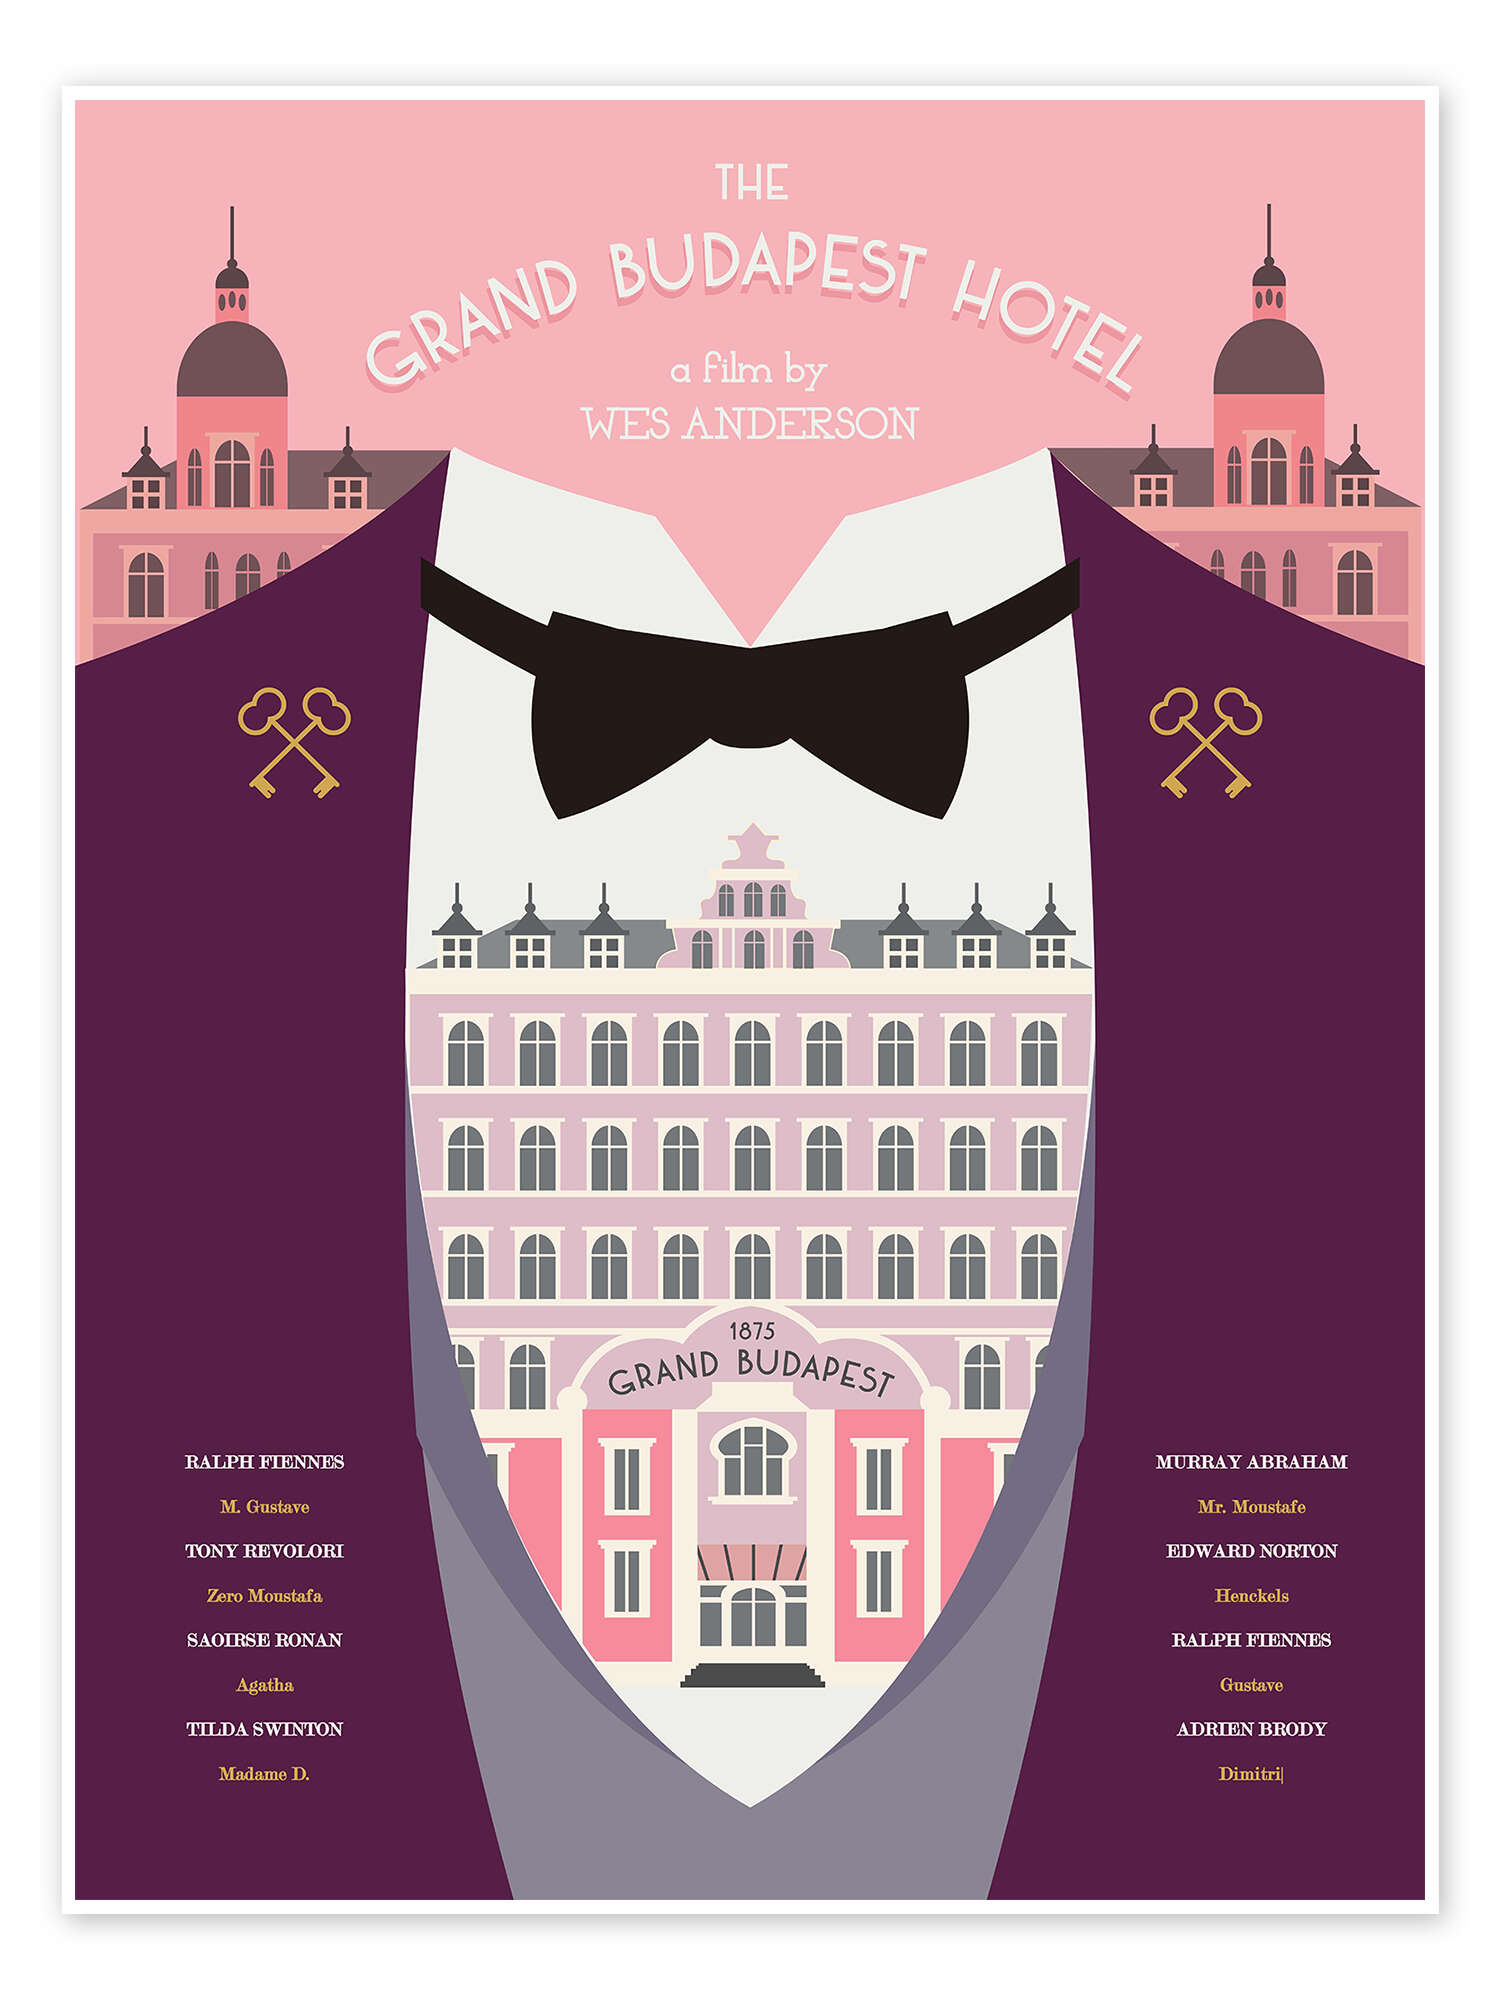 THE
GRAND BUDAPEST HOTEL
a film by
WES ANDERSON
1875
GRAND BUDAPEST
RALPH FIENNES
M. Gustave
TONY REVOLORI
Zero Moustafa
SAOIRSE RONAN
Agatha
TILDA SWINTON
Madame D.
MURRAY ABRAHAM
Mr. Moustafe
EDWARD NORTON
Henckels
RALPH FIENNES
Gustave
ADRIEN BRODY
Dimitri|